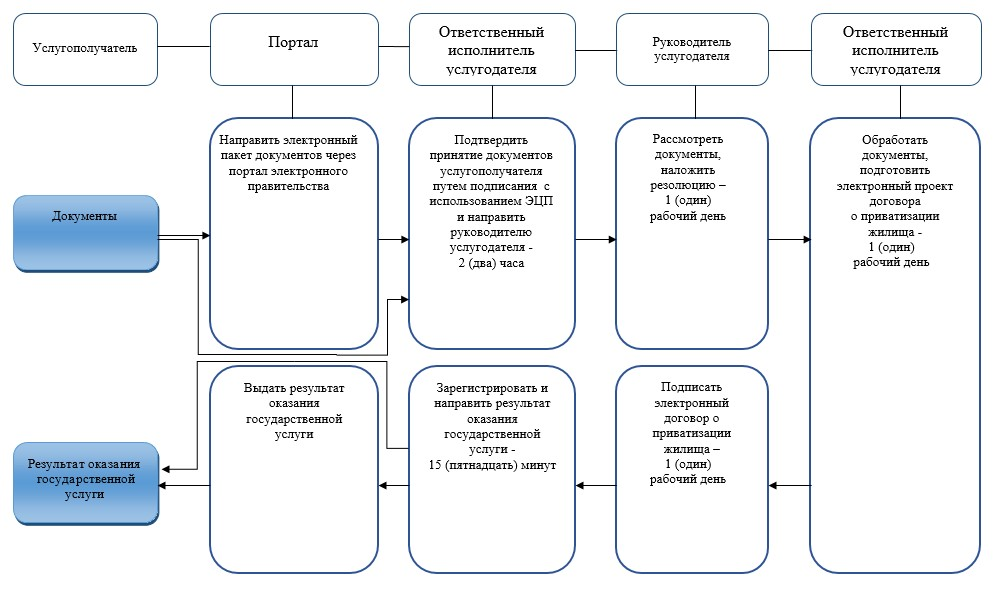 Услугополучатель
Портал
Ответственный
исполнитель
услугодателя
Руководитель
услугодателя
Ответственный
исполнитель
услугодателя
Документы
Направить электронный
пакет документов через
портал электронного
правительства
Подтвердить
принятие документов
услугополучателя
путем подписания с
использованием ЭЦП
и направить
руководителю
услугодателя -
2 (два) часа
Рассмотреть
документы,
наложить
резолюцию –
1 (один)
рабочий день
Обработать
документы,
подготовить
электронный проект
договора
о приватизации
жилища -
1 (один)
рабочий день
Результат оказания
государственной
услуги
Выдать результат
оказания
государственной
услуги
Зарегистрировать и
направить результат
оказания
государственной
услуги -
15 (пятнадцать) минут
Подписать
электронный
договор о
приватизации
жилища –
1 (один)
рабочий день